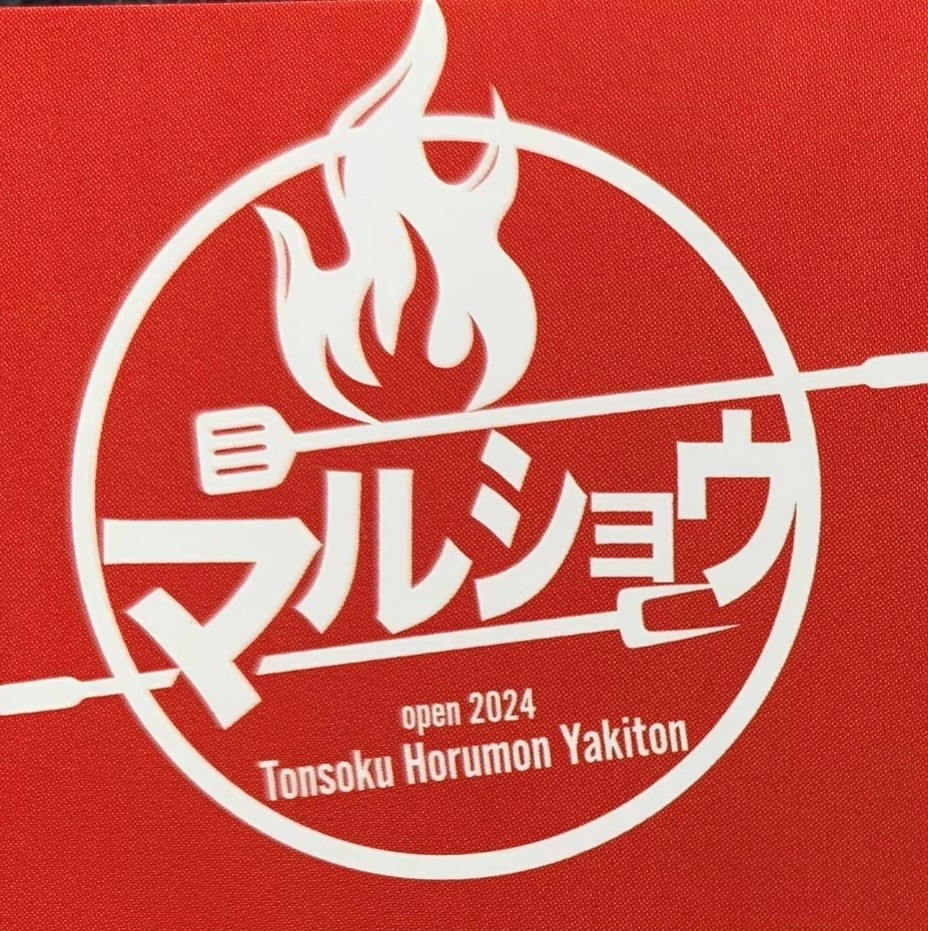 マルショウ
open 2024
Tonsoku Horumon Yakiton